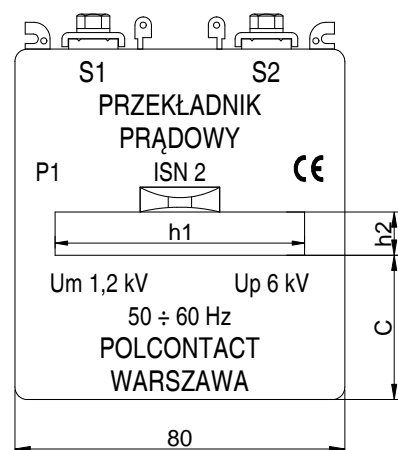 S1 S2
PRZEKŁADNIK
PRĄDOWY
P1 ISN 2 CE
h1 h2
Um 1,2 kV Up 6 kV
50 ÷ 60 Hz
C
POLCONTACT
WARSZAWA
80